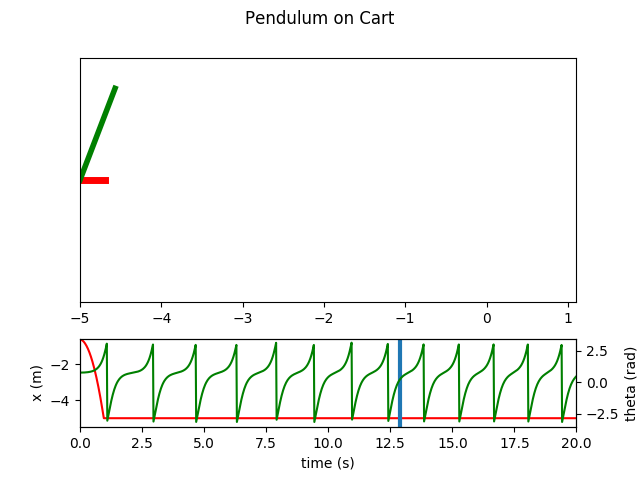 Pendulum on Cart
−5 −4 −3 −2 −1 0 1
x (m)
−2
−4
2.5
0.0
−2.5
theta (rad)
0.0 2.5 5.0 7.5 10.0 12.5 15.0 17.5 20.0
time (s)